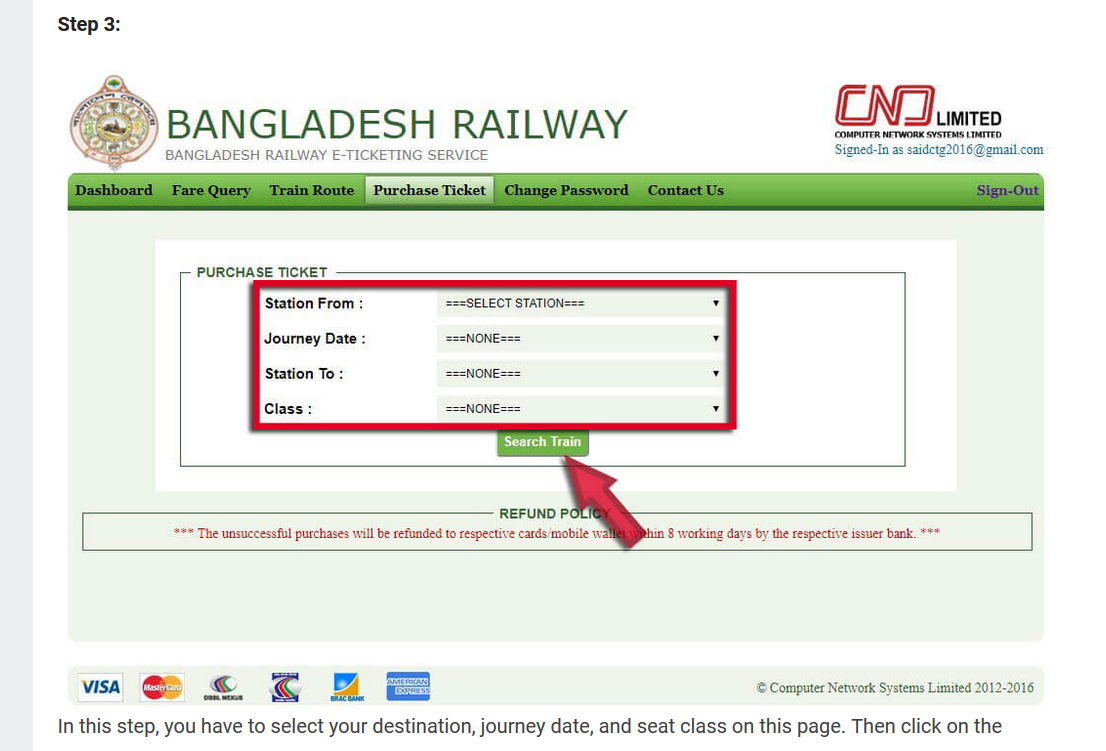 Step 3:
BANGLADESH RAILWAY
BANGLADESH RAILWAY E-TICKETING SERVICE
LIMITED
COMPUTER NETWORK SYSTEMS LIMITED
Signed-In as saidctg2016@gmail.com
Dashboard Fare Query Train Route Purchase Ticket Change Password Contact Us Sign-Out
PURCHASE TICKET
Station From : ===SELECT STATION===
Journey Date : ===NONE===
Station To : ===NONE===
Class : ===NONE===
Search Train
REFUND POLICY
*** The unsuccessful purchases will be refunded to respective cards/mobile wallet within 8 working days by the respective issuer bank. ***
VISA MasterCard DBBL NEXUS BRAC BANK AMERICAN EXPRESS
© Computer Network Systems Limited 2012-2016
In this step, you have to select your destination, journey date, and seat class on this page. Then click on the